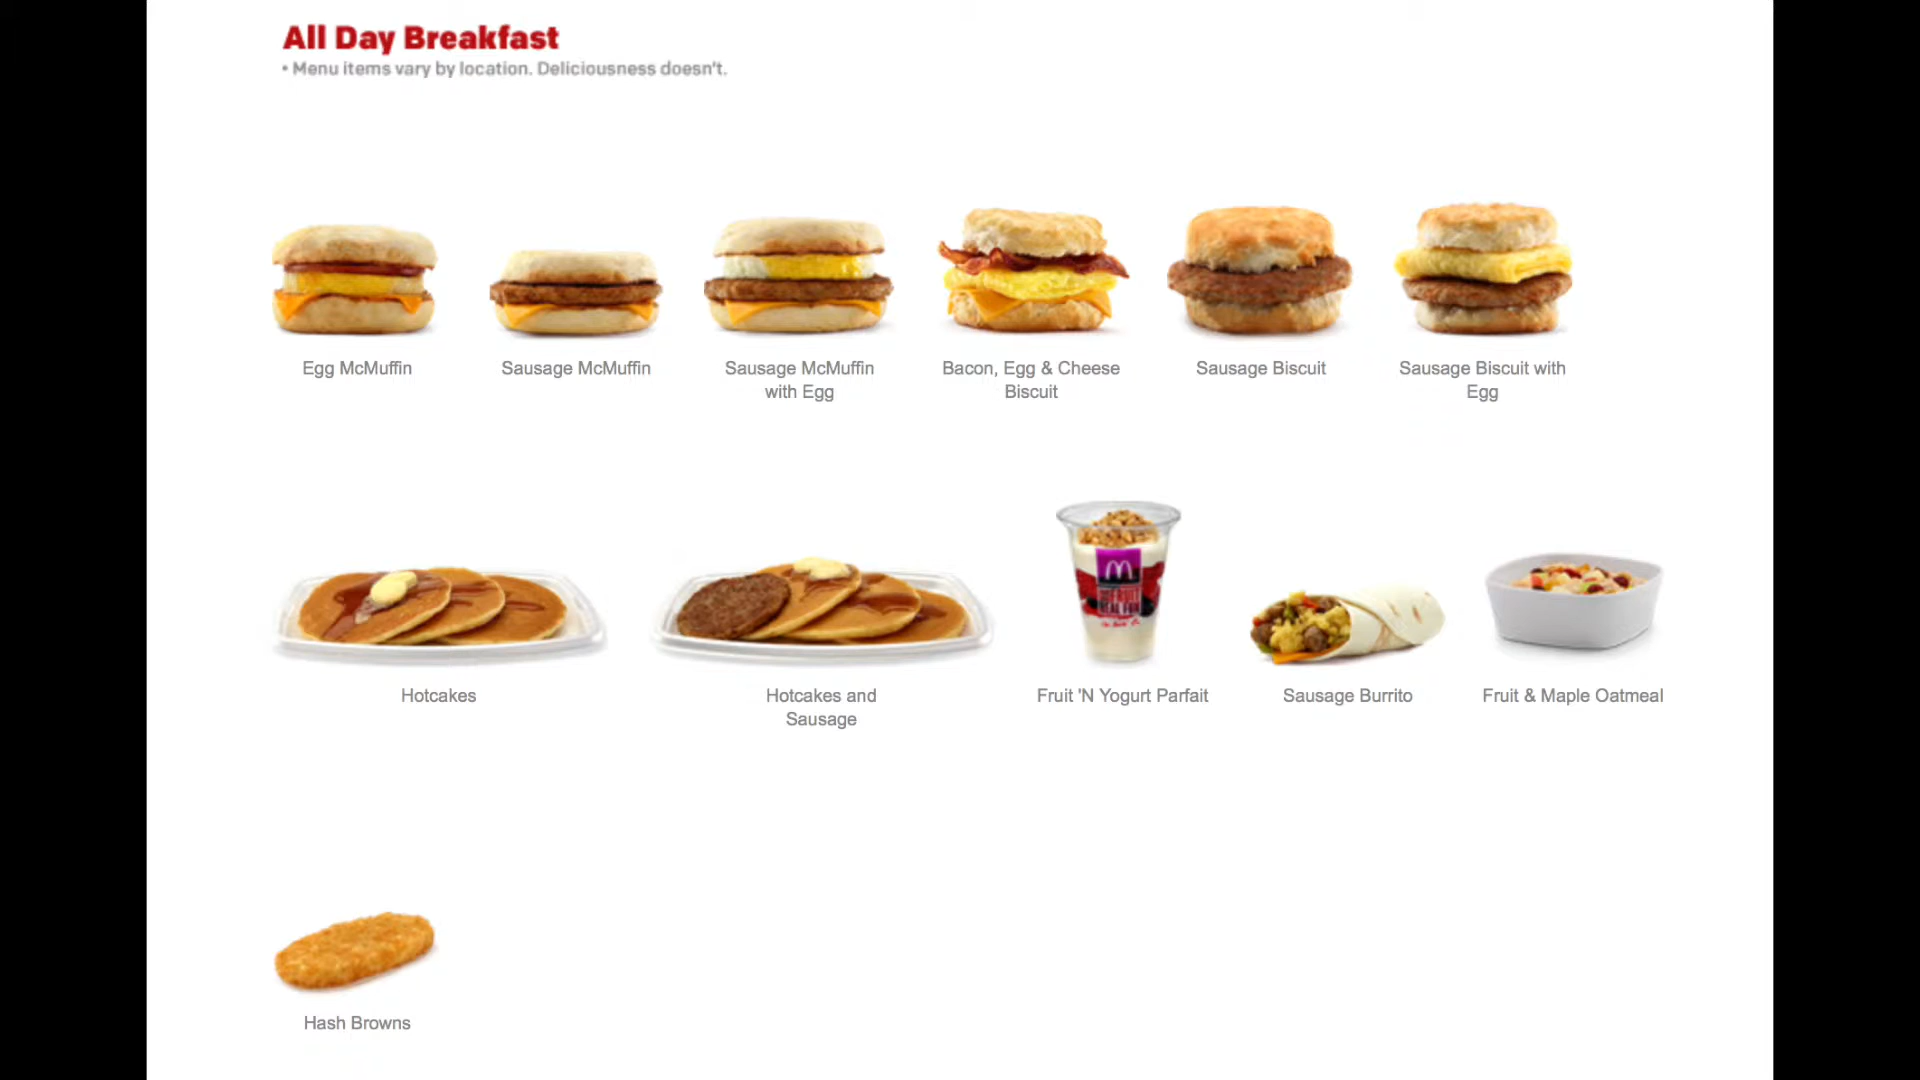 All Day Breakfast
• Menu items vary by location. Deliciousness doesn't.
Egg McMuffin
Sausage McMuffin
Sausage McMuffin
with Egg
Bacon, Egg & Cheese
Biscuit
Sausage Biscuit
Sausage Biscuit with
Egg
Hotcakes
Hotcakes and
Sausage
Fruit 'N Yogurt Parfait
Sausage Burrito
Fruit & Maple Oatmeal
Hash Browns